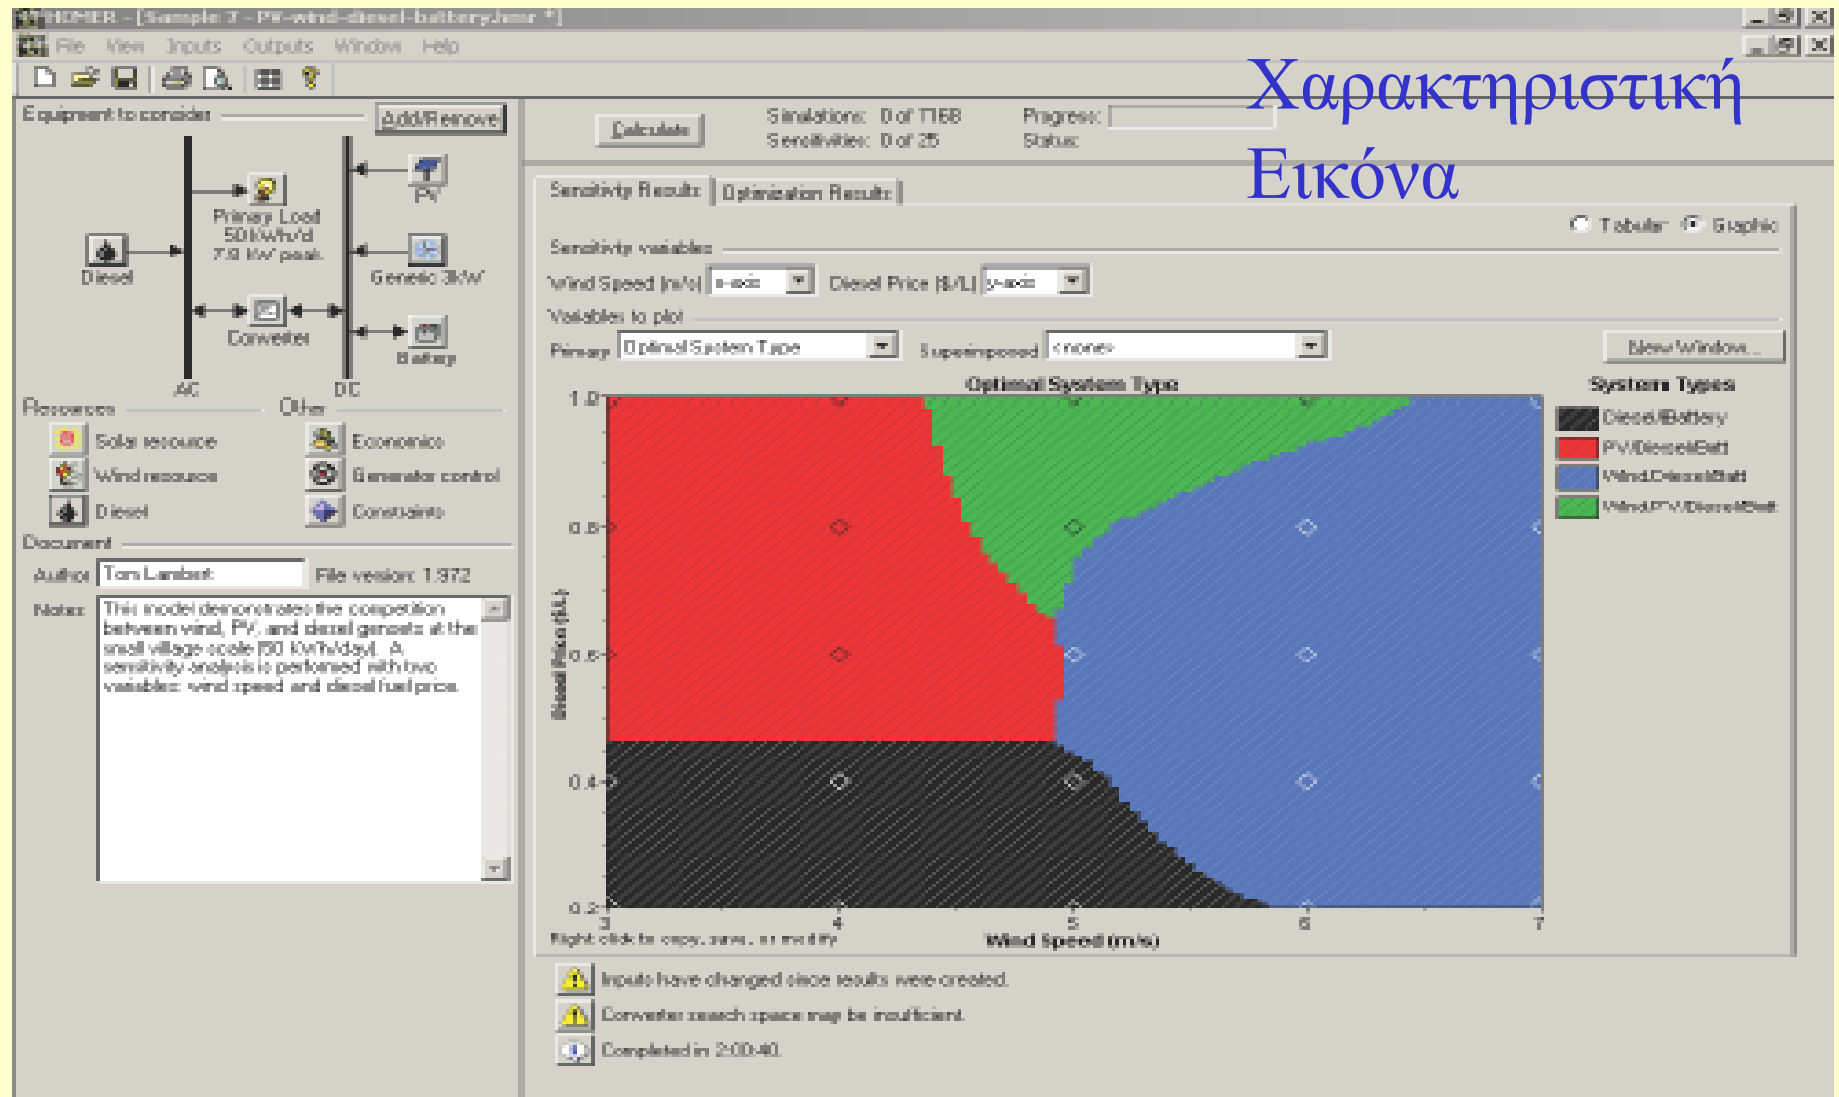 HOMER - [Sample 7 - PV-wind-diesel-battery.hmr *]
File View Inputs Outputs Window Help
Χαρακτηριστική
Εικόνα
Equipment to consider
Add/Remove
Primary Load
50 kWh/d
7.9 kW peak
PV
Diesel
Generic 3kW
Converter
Battery
AC DC
Resources
Other
Solar resource
Economics
Wind resource
Generator control
Diesel
Constraints
Document
Author Tom Lambert File version: 1.972
Notes This model demonstrates the competition
between wind, PV, and diesel gensets at the
small village scale (50 kWh/day). A
sensitivity analysis is performed with two
variables: wind speed and diesel fuel price.
Calculate
Simulations: 0 of 7168
Progress:
Sensitivities: 0 of 25
Status:
Sensitivity Results
Optimization Results
Tabular Graphic
Sensitivity variables
Wind Speed (m/s) x-axis Diesel Price ($/L) y-axis
Variables to plot
Primary Optimal System Type Superimposed <none>
New Window...
Optimal System Type
System Types
Diesel/Battery
PV/Diesel/Batt
Wind/Diesel/Batt
Wind/PV/Diesel/Batt
1.0
0.8
0.6
0.4
0.2
Diesel Price ($/L)
3 4 5 6 7
Wind Speed (m/s)
Right click to copy, save, or modify
Inputs have changed since results were created.
Converter search space may be insufficient.
Completed in 2:00:40.